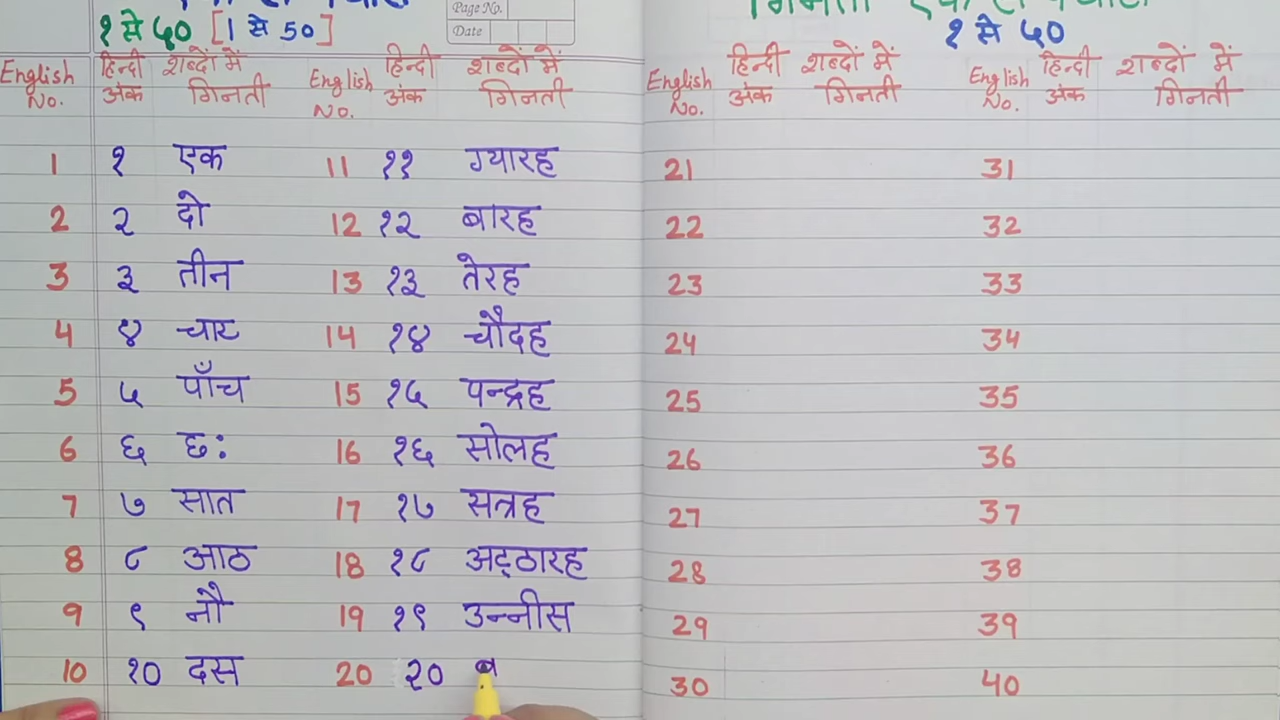 Page No.
Date
१ से ५० [1 से 50]
१ से ५०
English No. हिन्दी अंक शब्दों में गिनती English No. हिन्दी अंक शब्दों में गिनती English No. हिन्दी अंक शब्दों में गिनती English No. हिन्दी अंक शब्दों में गिनती
1 १ एक 11 ११ ग्यारह 21 31
2 २ दो 12 १२ बारह 22 32
3 ३ तीन 13 १३ तेरह 23 33
4 ४ चार 14 १४ चौदह 24 34
5 ५ पाँच 15 १५ पन्द्रह 25 35
6 ६ छः 16 १६ सोलह 26 36
7 ७ सात 17 १७ सत्रह 27 37
8 ८ आठ 18 १८ अट्ठारह 28 38
9 ९ नौ 19 १९ उन्नीस 29 39
10 १० दस 20 २० ब 30 40